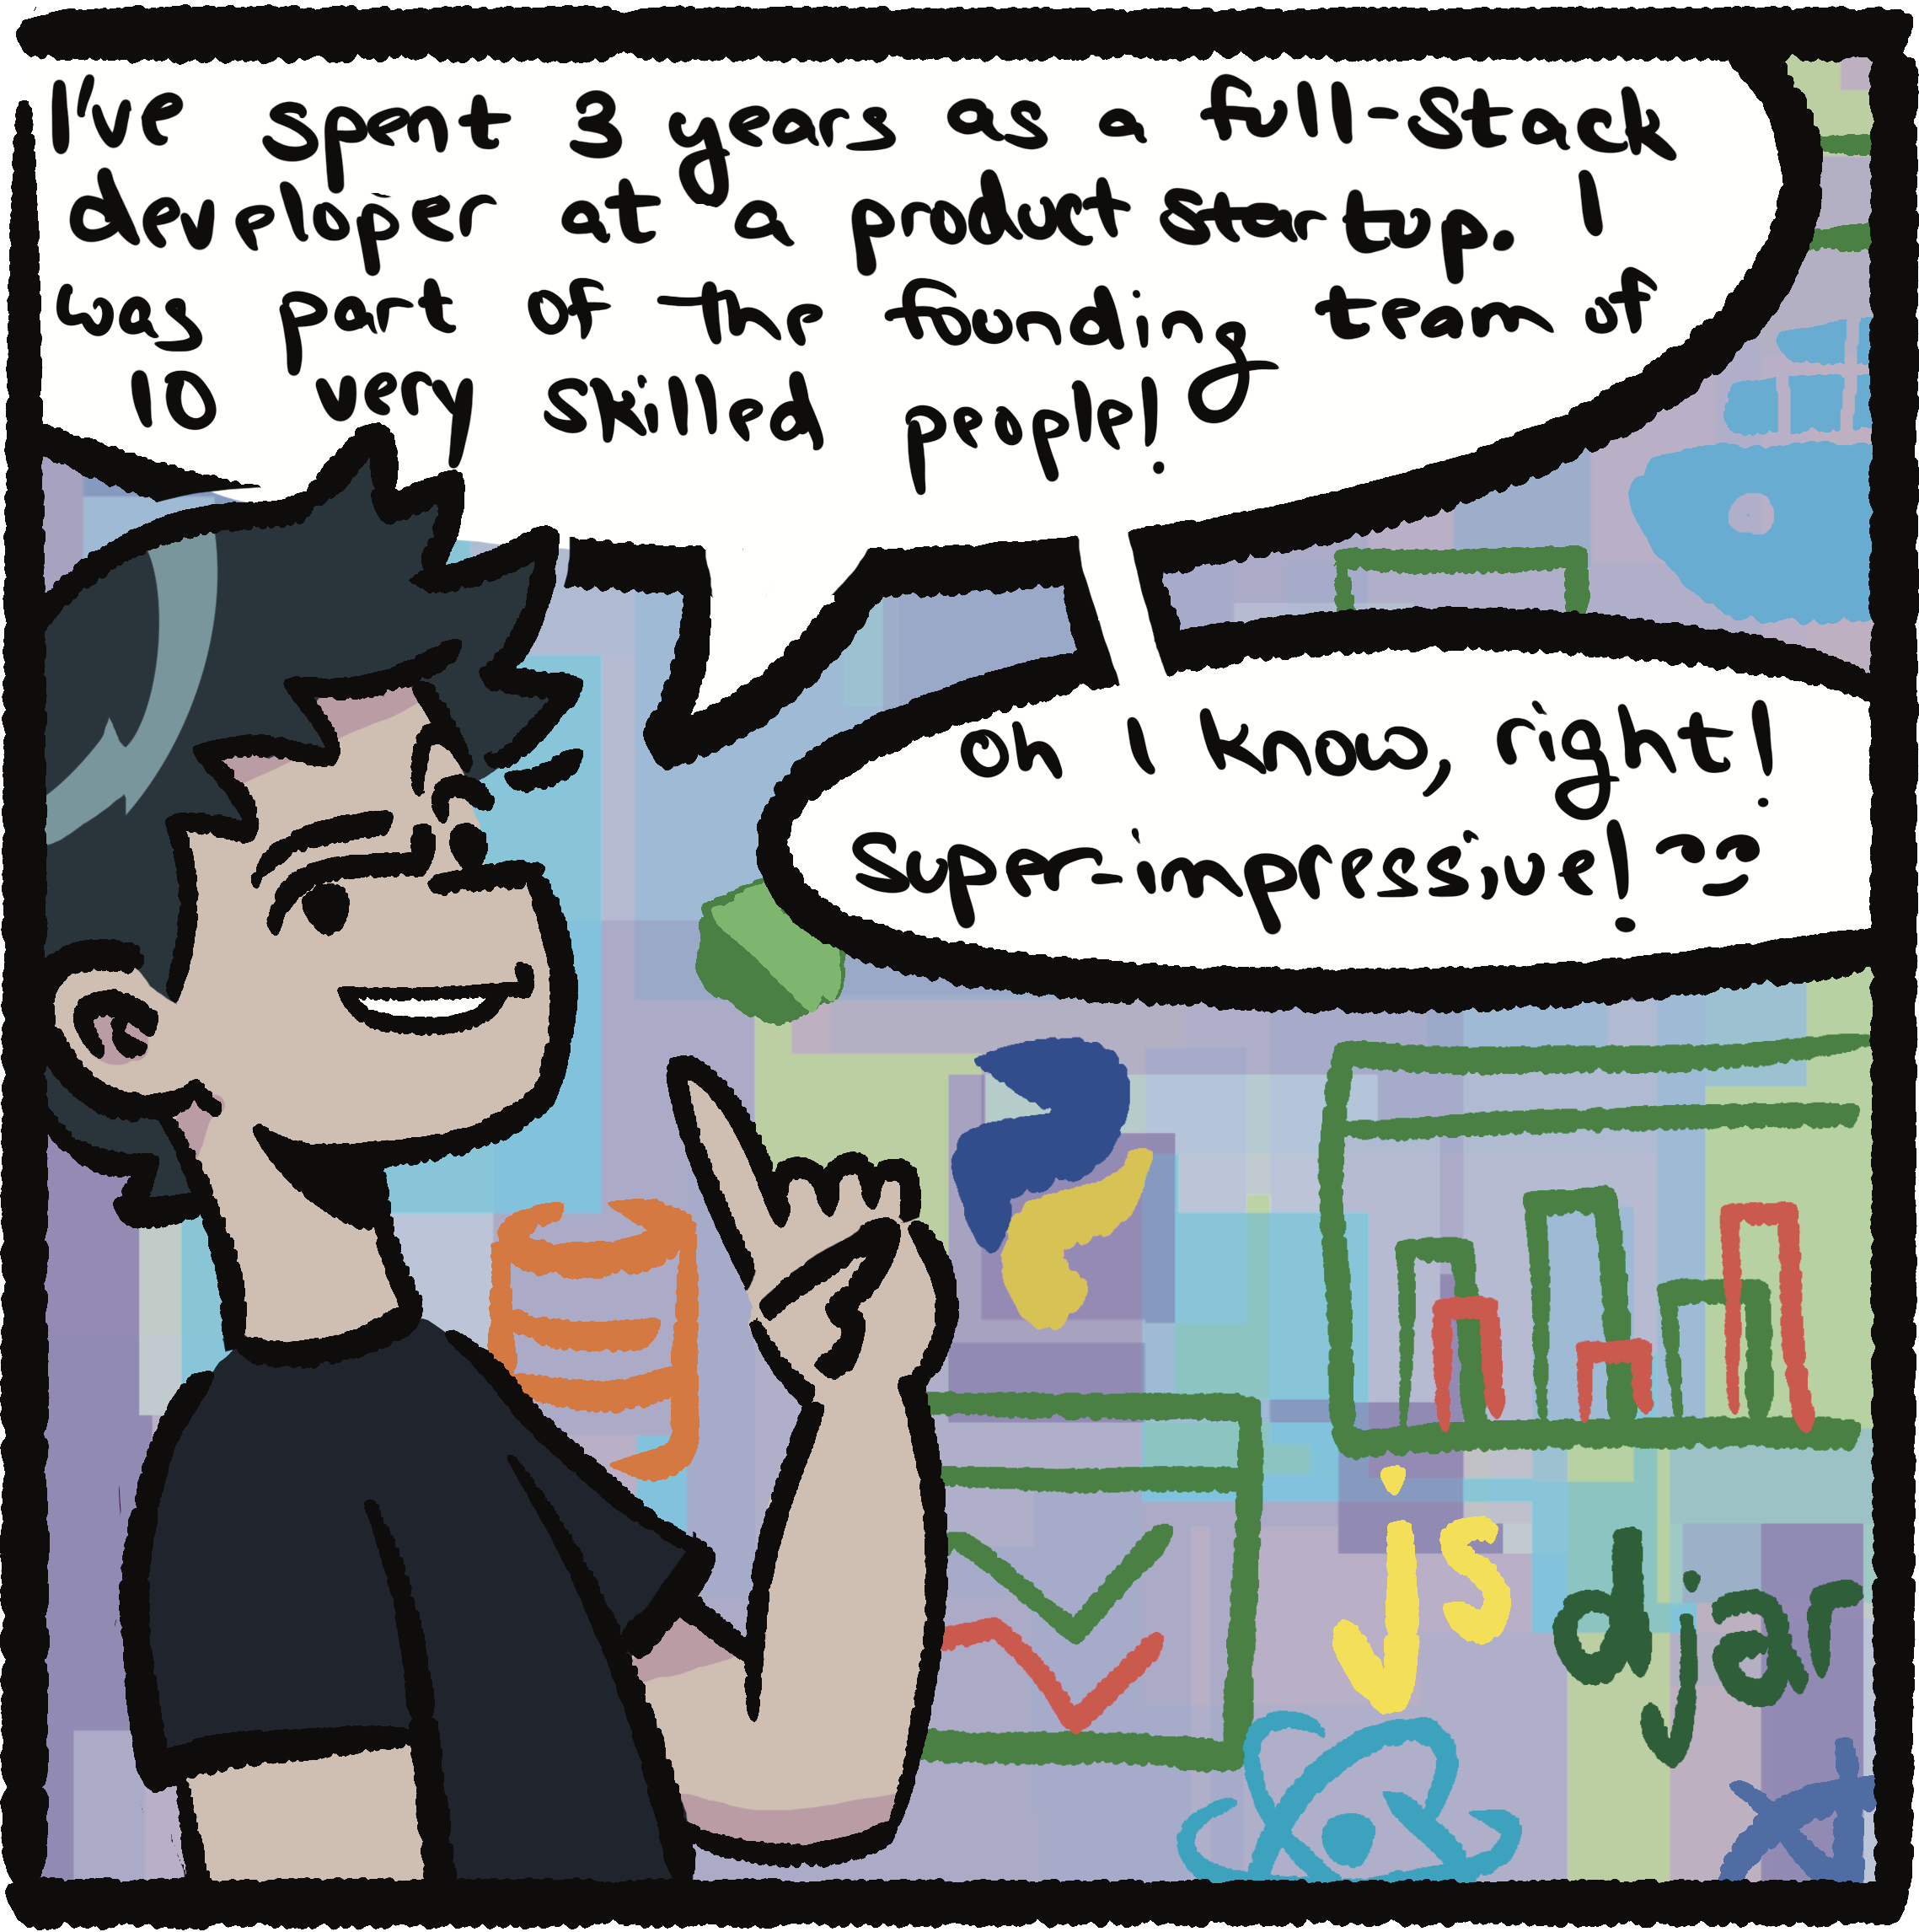 I've spent 3 years as a full-stack
developer at a product startup. I
was part of the founding team of
10 very skilled people!
Oh I know, right!
Super-impressive!
JS
djan